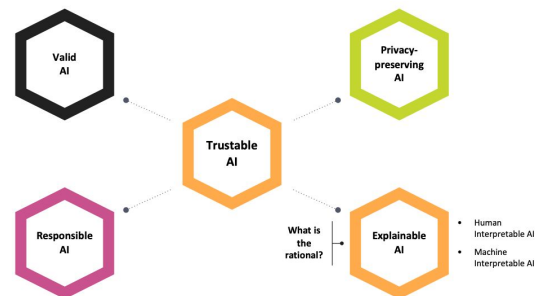 Valid
AI
Privacy-
preserving
AI
Trustable
AI
Responsible
AI
What is
the
rational?
Explainable
AI
• Human
Interpretable AI
• Machine
Interpretable AI